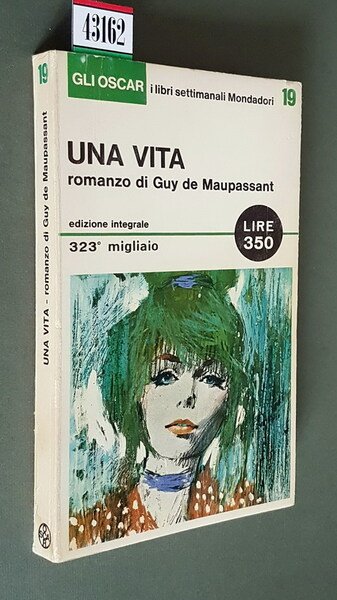 43162
GLI OSCAR i libri settimanali Mondadori 19
UNA VITA
romanzo di Guy de Maupassant
edizione integrale
LIRE
350
323° migliaio
19
UNA VITA - romanzo di Guy de Maupassant